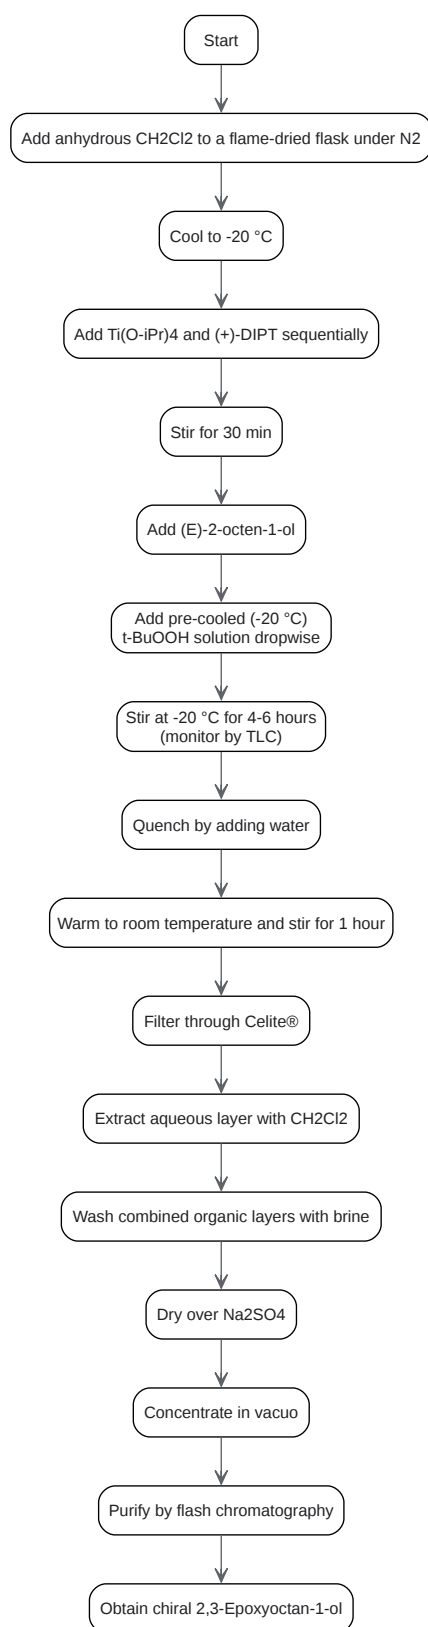 Start
Add anhydrous CH2Cl2 to a flame-dried flask under N2
Cool to -20 °C
Add Ti(O-iPr)4 and (+)-DIPT sequentially
Stir for 30 min
Add (E)-2-octen-1-ol
Add pre-cooled (-20 °C)
t-BuOOH solution dropwise
Stir at -20 °C for 4-6 hours
(monitor by TLC)
Quench by adding water
Warm to room temperature and stir for 1 hour
Filter through Celite®
Extract aqueous layer with CH2Cl2
Wash combined organic layers with brine
Dry over Na2SO4
Concentrate in vacuo
Purify by flash chromatography
Obtain chiral 2,3-Epoxyoctan-1-ol